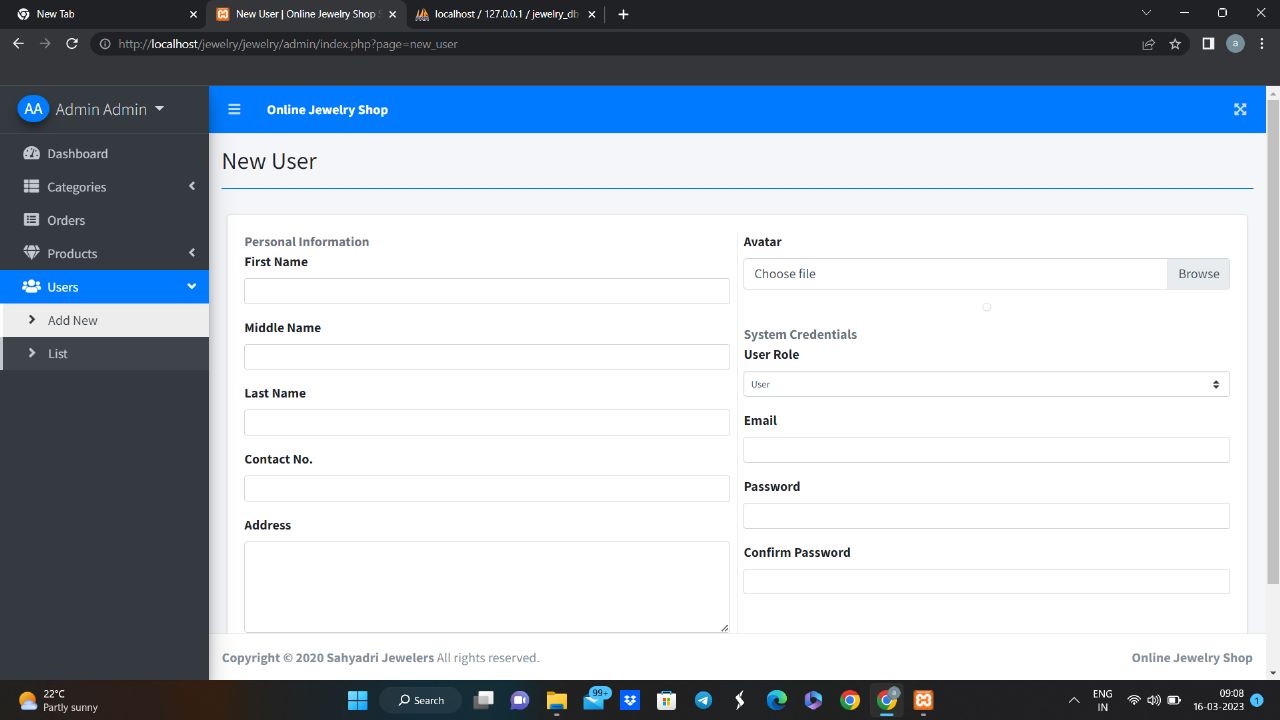 New Tab
New User | Online Jewelry Shop S
localhost / 127.0.0.1 / jewelry_db
http://localhost/jewelry/jewelry/admin/index.php?page=new_user
a
AA Admin Admin
Online Jewelry Shop
Dashboard
Categories
Orders
Products
Users
Add New
List
New User
Personal Information
First Name
Middle Name
Last Name
Contact No.
Address
Avatar
Choose file
Browse
System Credentials
User Role
User
Email
Password
Confirm Password
Copyright © 2020 Sahyadri Jewelers All rights reserved.
Online Jewelry Shop
22°C
Partly sunny
Search
99+
a
ENG
IN
09:08
16-03-2023
1